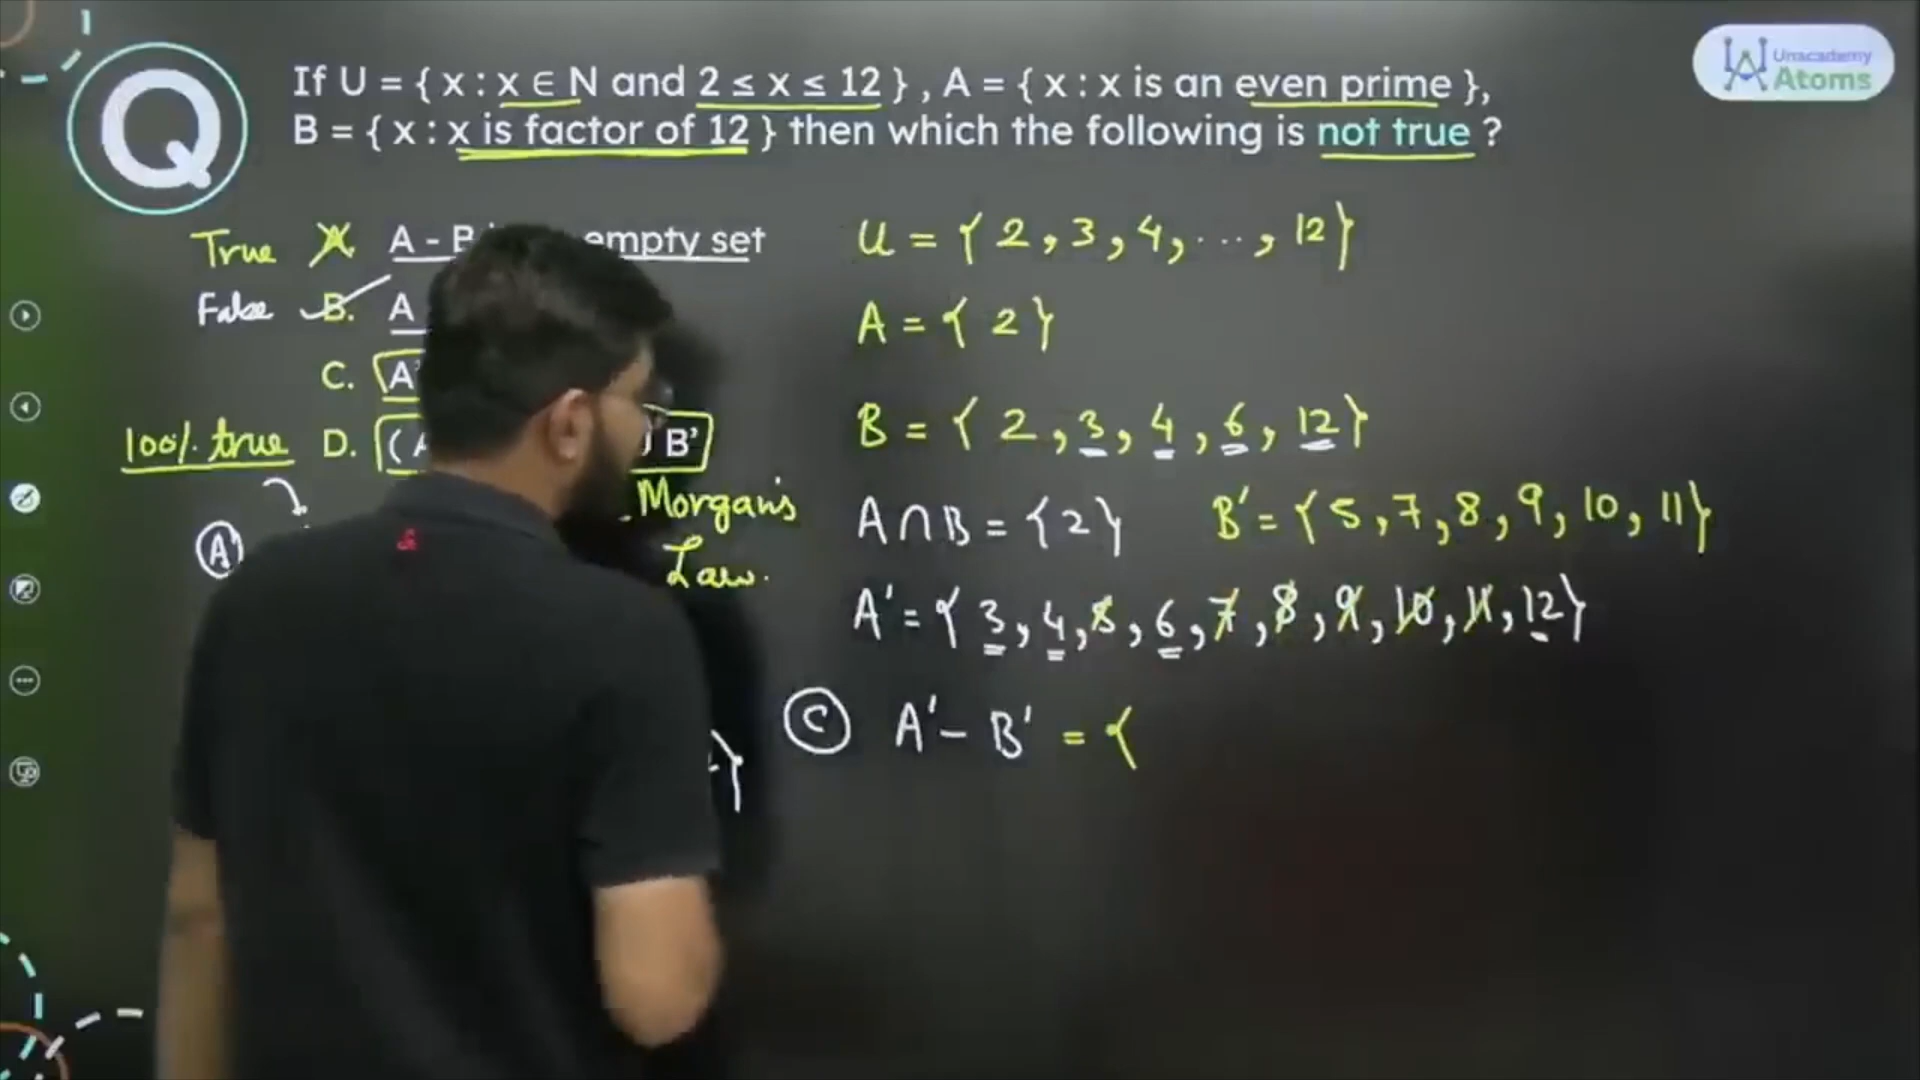 Q
If U = { x : x ∈ N and 2 ≤ x ≤ 12 } , A = { x : x is an even prime },
B = { x : x is factor of 12 } then which the following is not true ?
Unacademy
Atoms
True A. A - B empty set
False B. A
C. A'
100% true D. ( A B'
Morgan's
Law.
A'
U = { 2 , 3 , 4 , ... , 12 }
A = { 2 }
B = { 2 , 3 , 4 , 6 , 12 }
A ∩ B = { 2 } B' = { 5 , 7 , 8 , 9 , 10 , 11 }
A' = { 3 , 4 , 5 , 6 , 7 , 8 , 9 , 10 , 11 , 12 }
C A' - B' = {